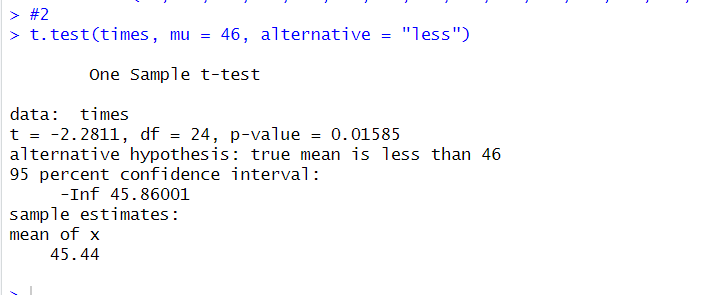 > #2
> t.test(times, mu = 46, alternative = "less")
One Sample t-test
data:  times
t = -2.2811, df = 24, p-value = 0.01585
alternative hypothesis: true mean is less than 46
95 percent confidence interval:
-Inf 45.86001
sample estimates:
mean of x
45.44
>